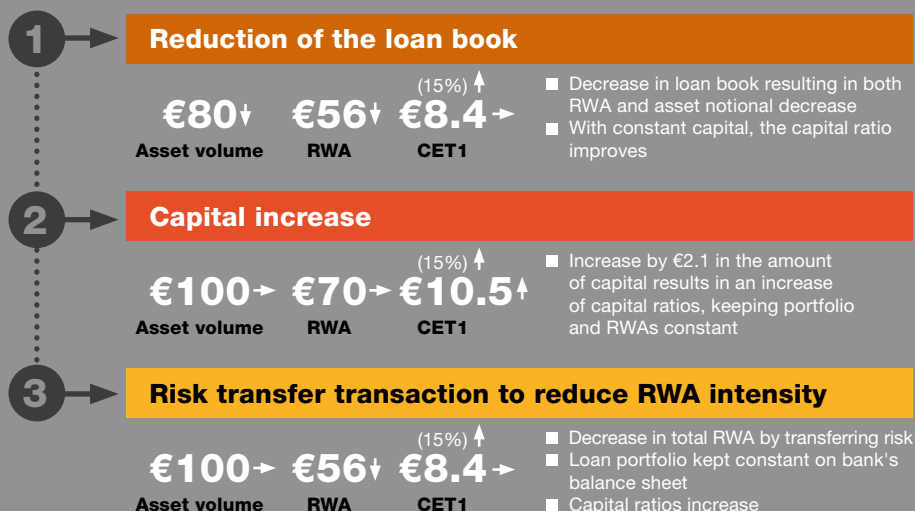 1
Reduction of the loan book
(15%)
€80 €56 €8.4
Asset volume RWA CET1
■ Decrease in loan book resulting in both
RWA and asset notional decrease
■ With constant capital, the capital ratio
improves
2
Capital increase
(15%)
€100 €70 €10.5
Asset volume RWA CET1
■ Increase by €2.1 in the amount
of capital results in an increase
of capital ratios, keeping portfolio
and RWAs constant
3
Risk transfer transaction to reduce RWA intensity
(15%)
€100 €56 €8.4
Asset volume RWA CET1
■ Decrease in total RWA by transferring risk
■ Loan portfolio kept constant on bank's
balance sheet
■ Capital ratios increase